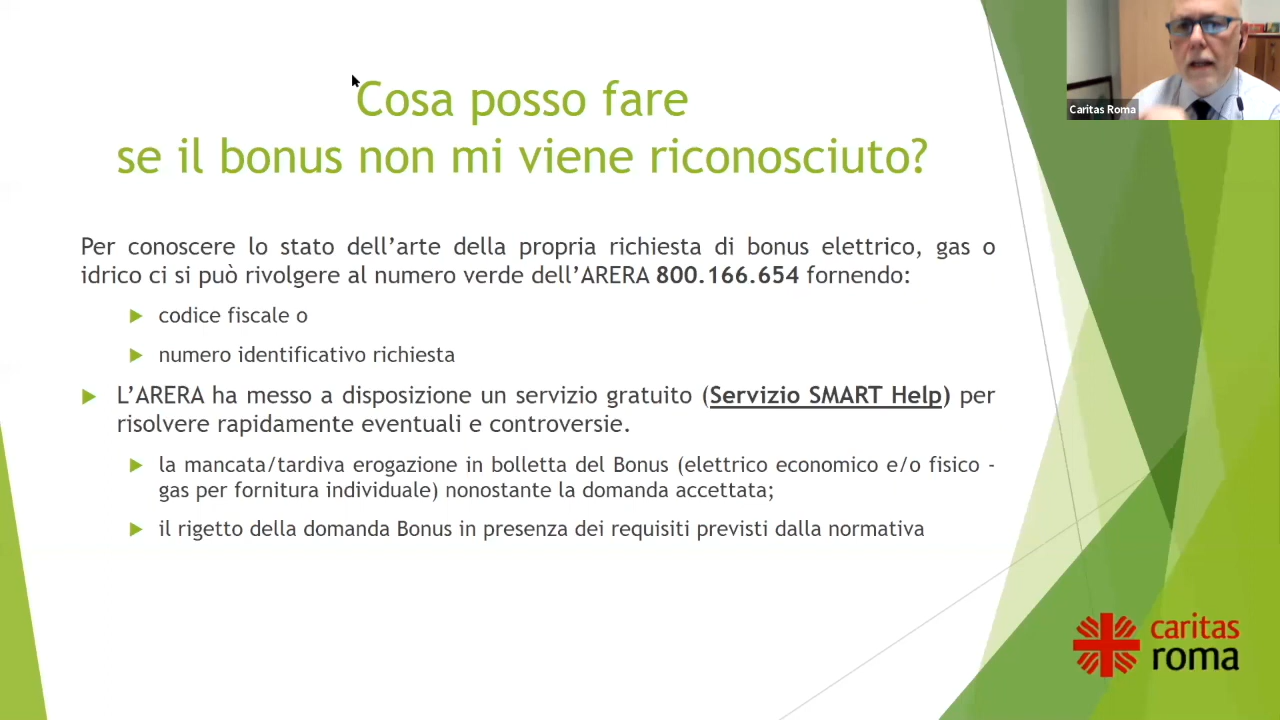 Cosa posso fare
se il bonus non mi viene riconosciuto?
Per conoscere lo stato dell'arte della propria richiesta di bonus elettrico, gas o
idrico ci si può rivolgere al numero verde dell'ARERA 800.166.654 fornendo:
codice fiscale o
numero identificativo richiesta
L'ARERA ha messo a disposizione un servizio gratuito (Servizio SMART Help) per
risolvere rapidamente eventuali e controversie.
la mancata/tardiva erogazione in bolletta del Bonus (elettrico economico e/o fisico -
gas per fornitura individuale) nonostante la domanda accettata;
il rigetto della domanda Bonus in presenza dei requisiti previsti dalla normativa
Caritas Roma
caritas
roma